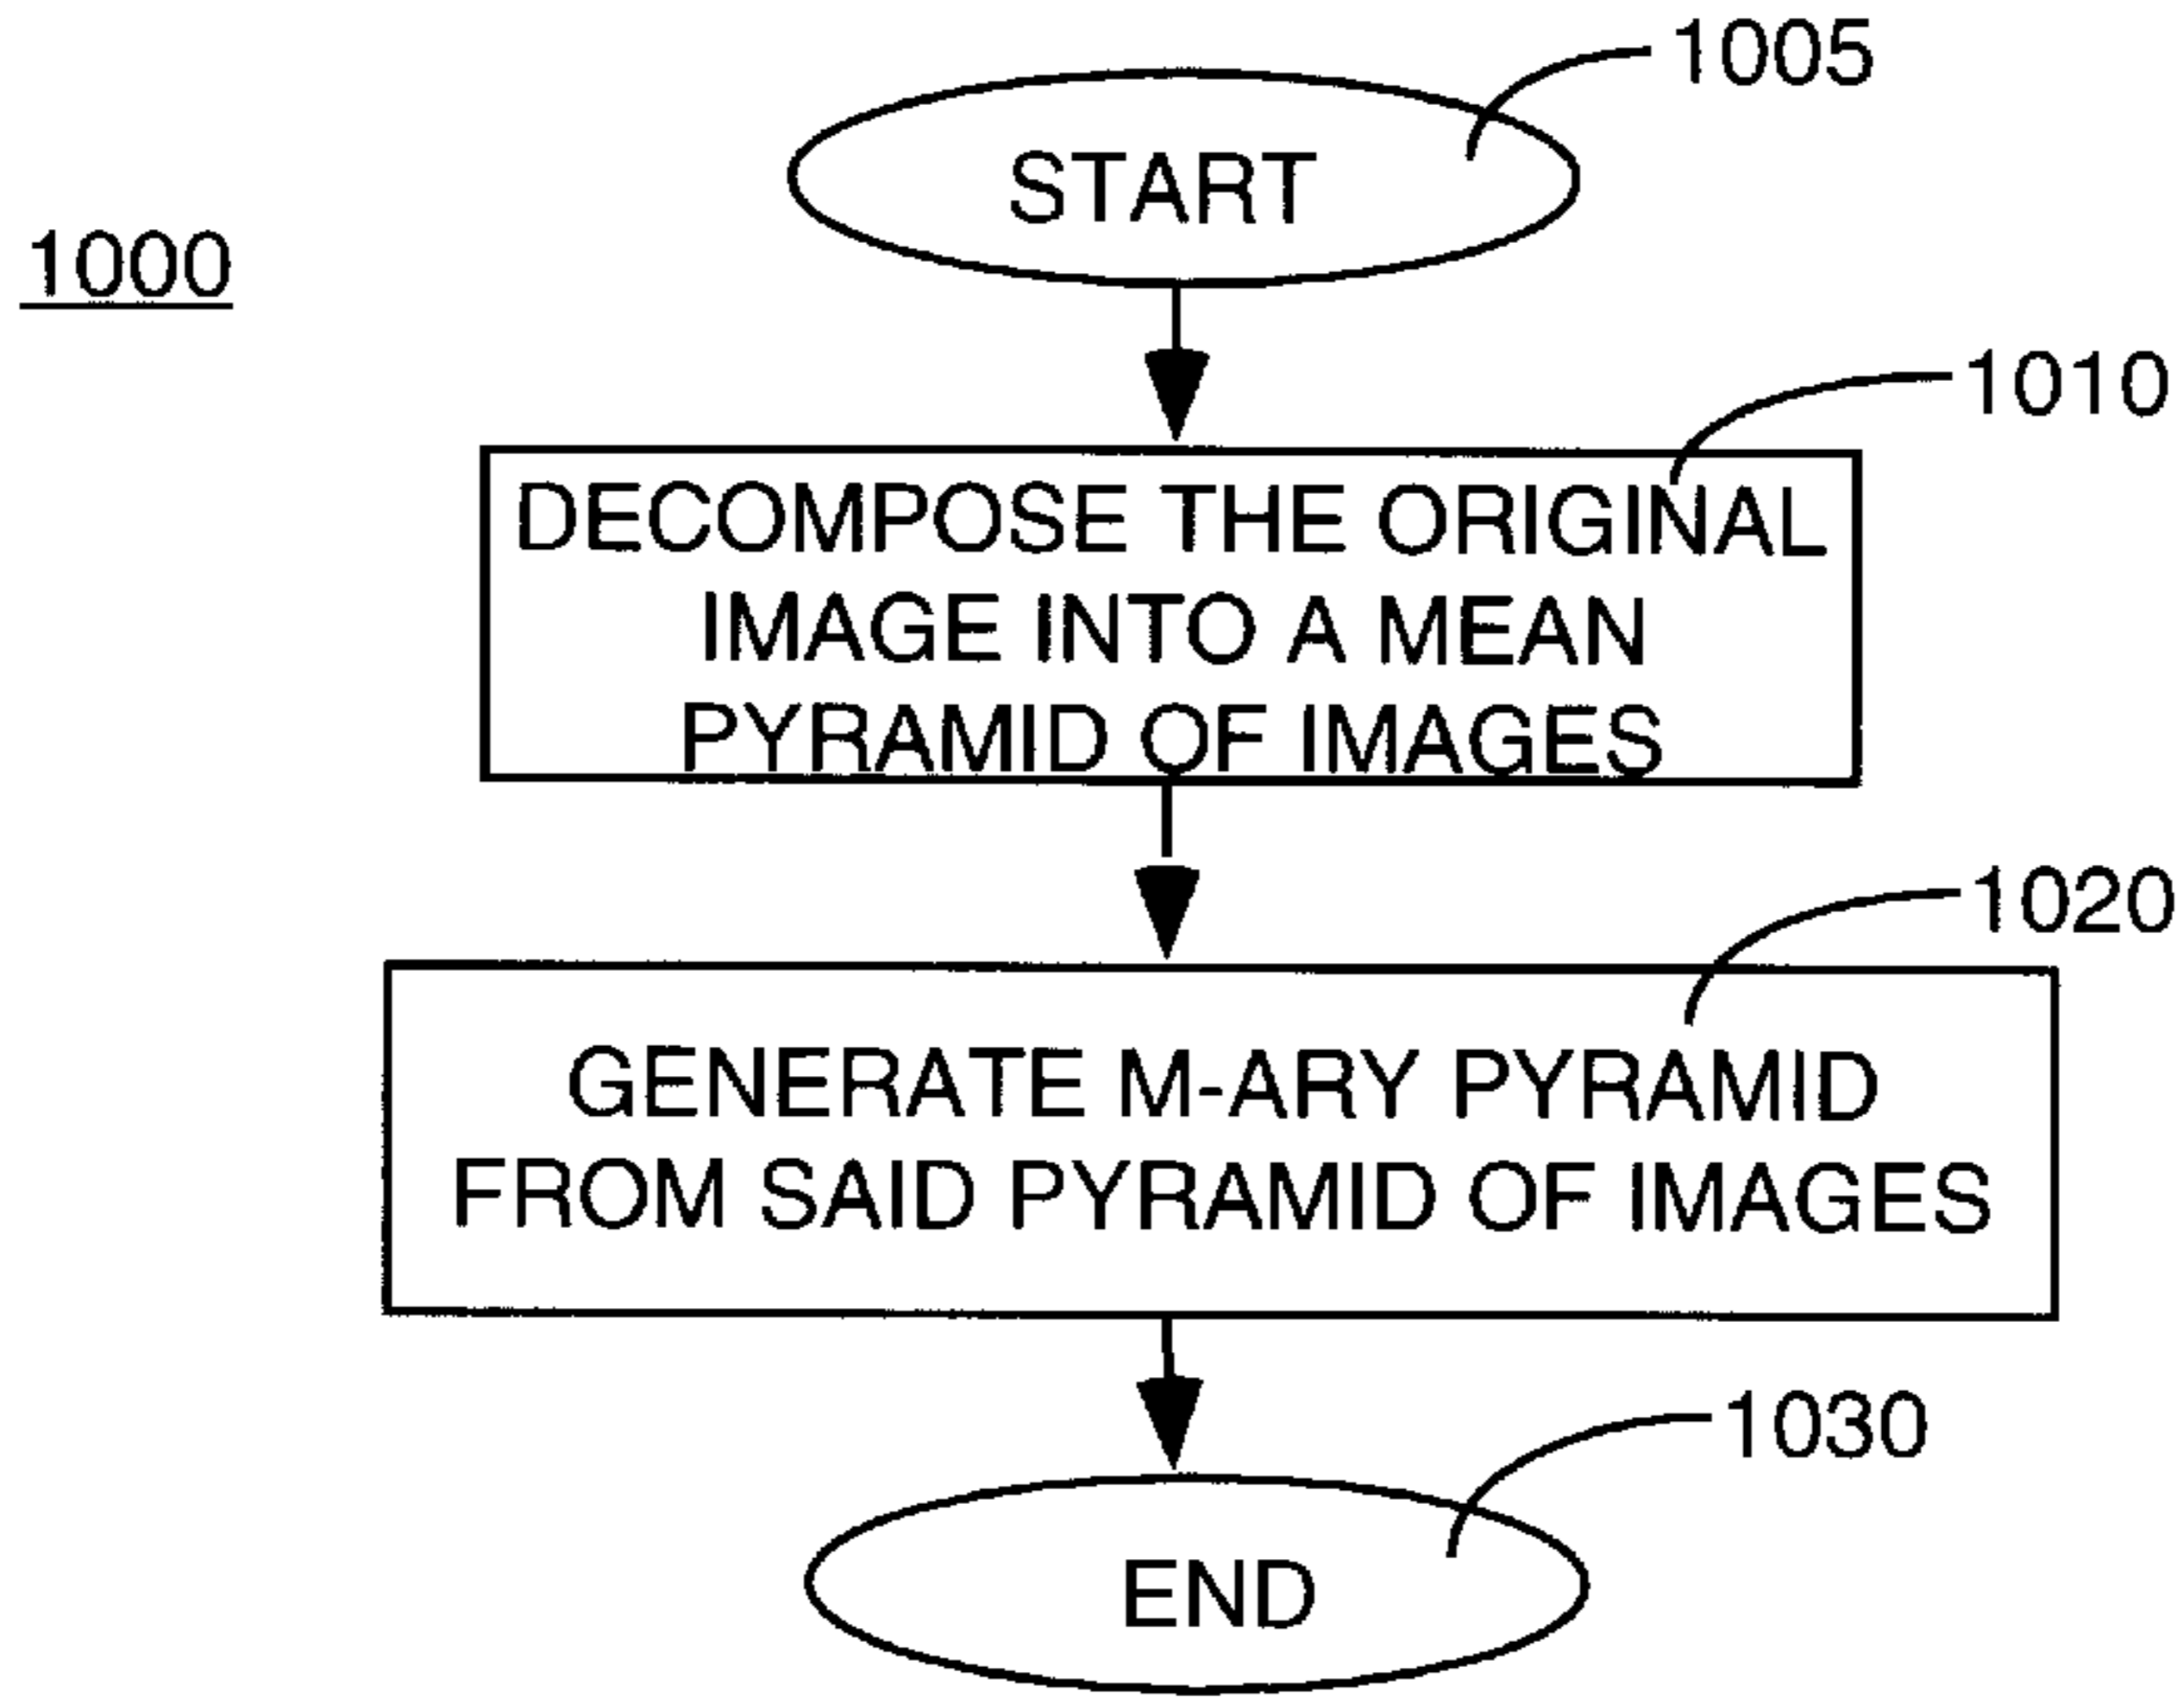 1005
START
1000
1010
DECOMPOSE THE ORIGINAL
IMAGE INTO A MEAN
PYRAMID OF IMAGES
1020
GENERATE M-ARY PYRAMID
FROM SAID PYRAMID OF IMAGES
1030
END